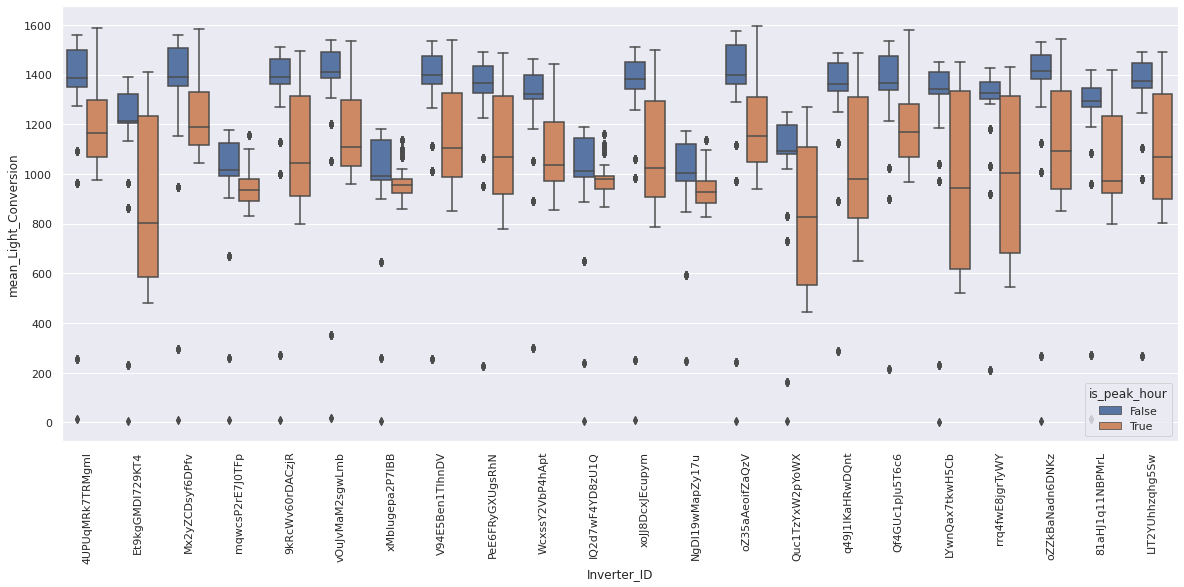 1600
1400
1200
1000
800
600
400
200
0
mean_Light_Conversion
is_peak_hour
False
True
4UPUqMRk7TRMgml
Et9kgGMDl729KT4
Mx2yZCDsyf6DPfv
mqwcsP2rE7J0TFp
9kRcWv60rDACzjR
vOuJvMaM2sgwLmb
xMbIugepa2P7lBB
V94E5Ben1TlhnDV
PeE6FRyGXUgsRhN
WcxssY2VbP4hApt
IQ2d7wF4YD8zU1Q
xoJJ8DcxJEcupym
NgDl19wMapZy17u
oZ35aAeoifZaQzV
Quc1TzYxW2pYoWX
q49J1IKaHRwDQnt
Qf4GUc1pJu5T6c6
LYwnQax7tkwH5Cb
rrq4fwE8jgrTyWY
oZZkBaNadn6DNKz
81aHJ1q11NBPMrL
LlT2YUhhzqhg5Sw
Inverter_ID